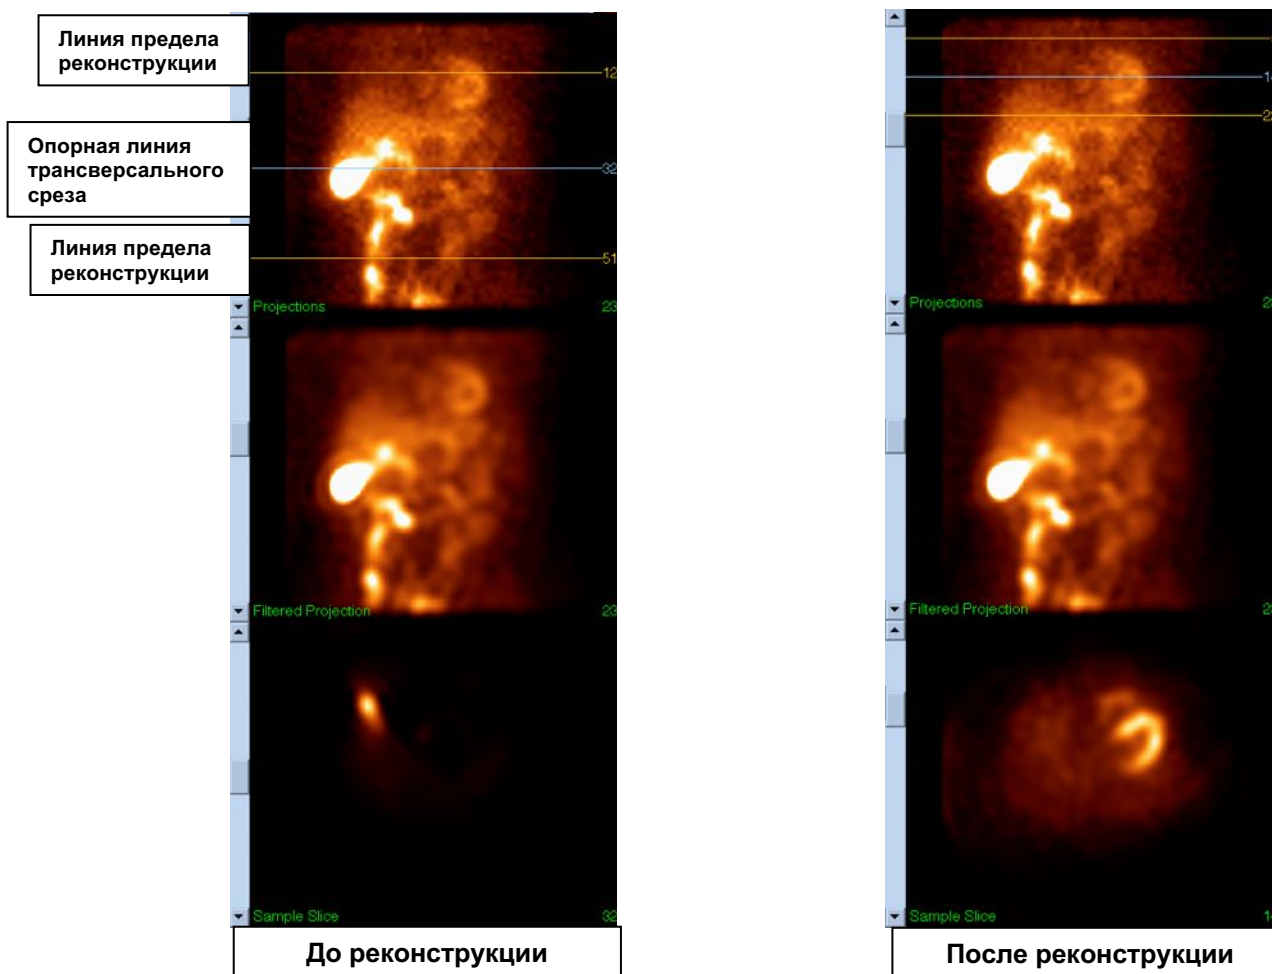 Линия предела
реконструкции
Опорная линия
трансверсального
среза
Линия предела
реконструкции
12
32
51
Projections 23
Filtered Projection 23
Sample Slice 32
До реконструкции
Projections
Filtered Projection
Sample Slice
После реконструкции